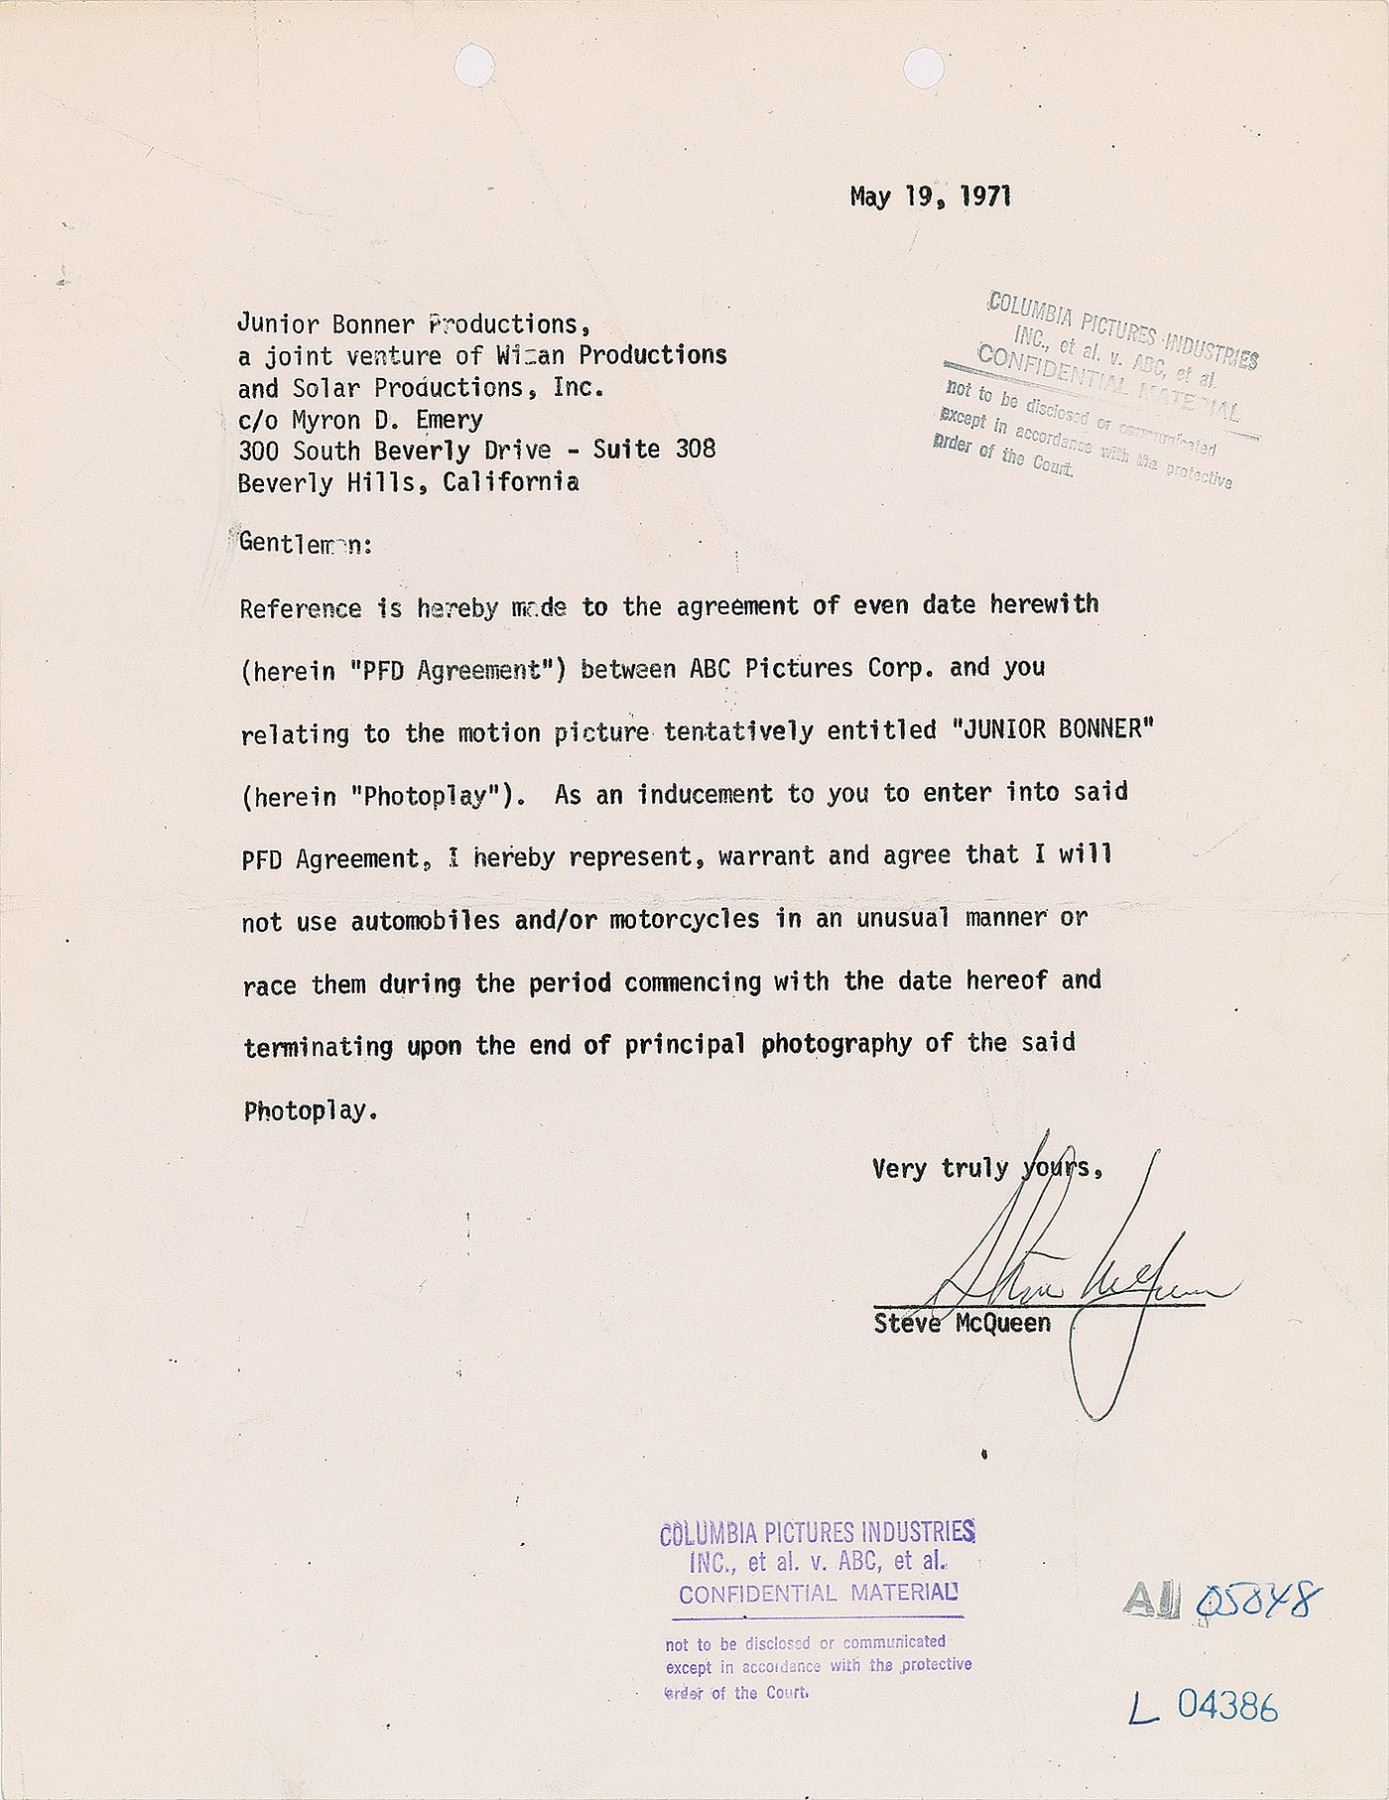 May 19, 1971
COLUMBIA PICTURES INDUSTRIES
INC., et al. v. ABC, et al.
CONFIDENTIAL MATERIAL
not to be disclosed or communicated
except in accordance with the protective
order of the Court.
Junior Bonner Productions,
a joint venture of Wizan Productions
and Solar Productions, Inc.
c/o Myron D. Emery
300 South Beverly Drive - Suite 308
Beverly Hills, California
Gentlemen:
Reference is hereby made to the agreement of even date herewith
(herein "PFD Agreement") between ABC Pictures Corp. and you
relating to the motion picture tentatively entitled "JUNIOR BONNER"
(herein "Photoplay").  As an inducement to you to enter into said
PFD Agreement, I hereby represent, warrant and agree that I will
not use automobiles and/or motorcycles in an unusual manner or
race them during the period commencing with the date hereof and
terminating upon the end of principal photography of the said
Photoplay.
Very truly yours,
Steve McQueen
Steve McQueen
COLUMBIA PICTURES INDUSTRIES
INC., et al. v. ABC, et al.
CONFIDENTIAL MATERIAL
not to be disclosed or communicated
except in accordance with the protective
order of the Court.
L 04386